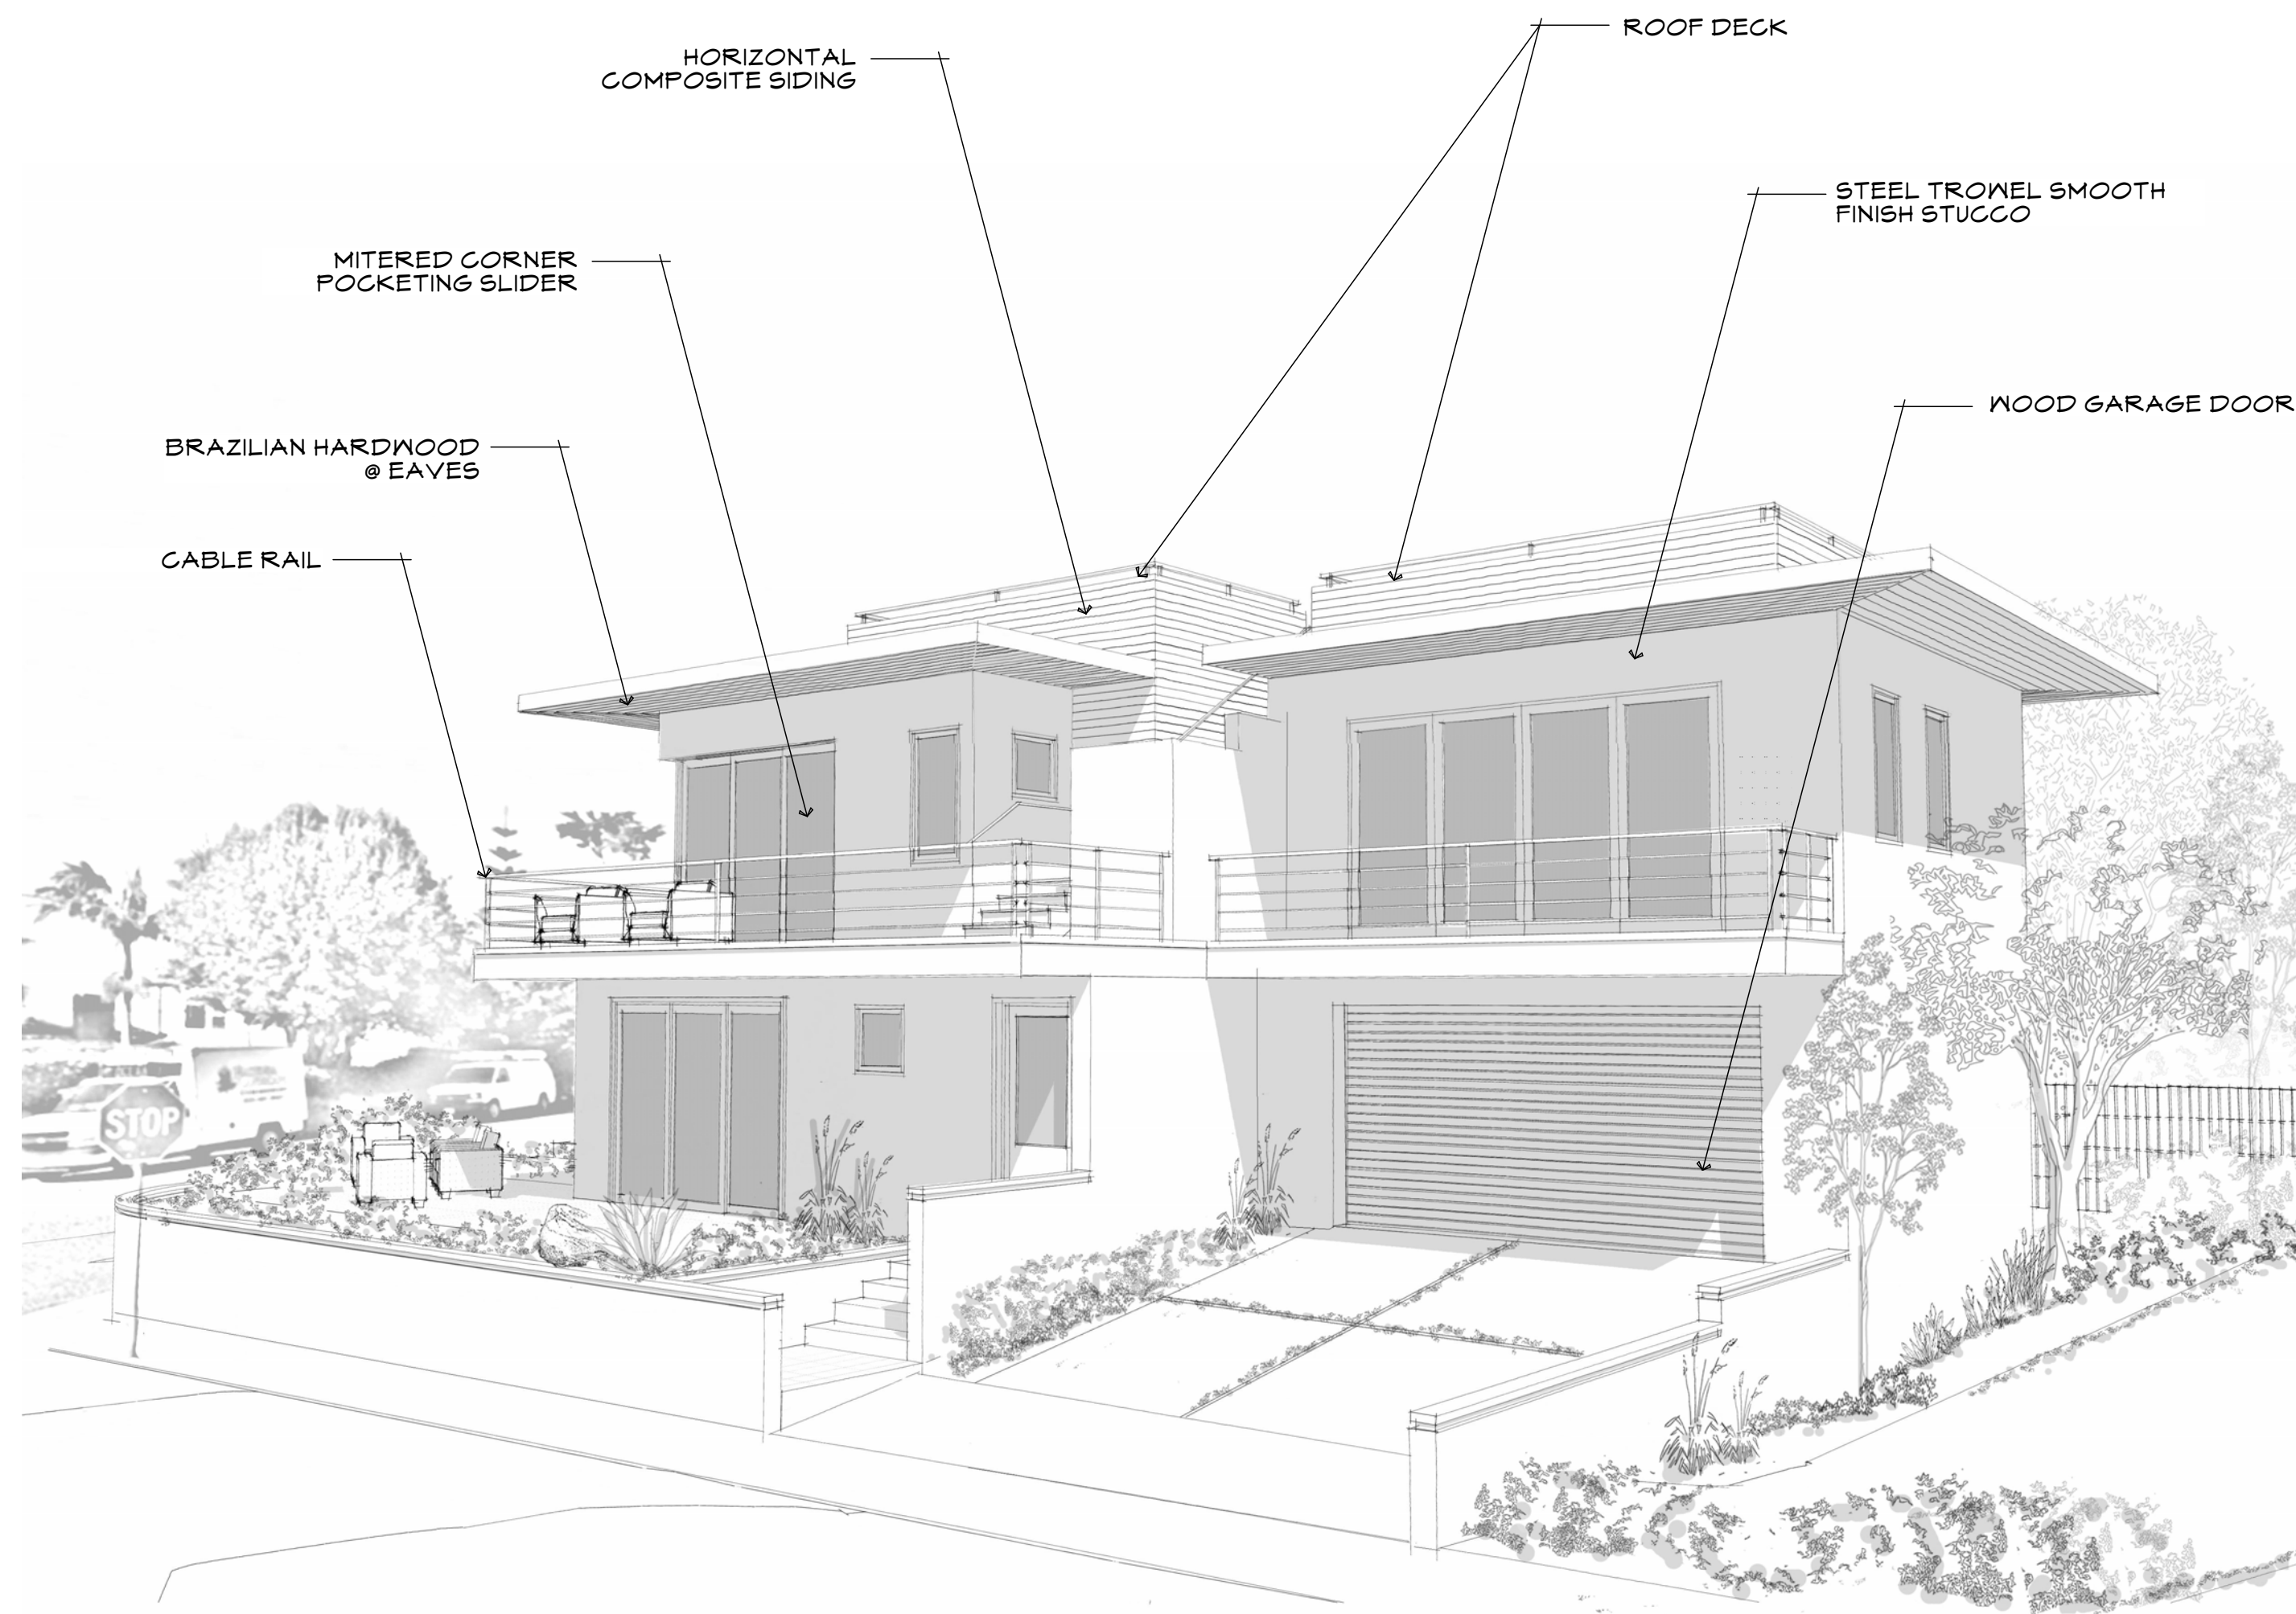 ROOF DECK
HORIZONTAL
COMPOSITE SIDING
STEEL TROWEL SMOOTH
FINISH STUCCO
MITERED CORNER
POCKETING SLIDER
WOOD GARAGE DOOR
BRAZILIAN HARDWOOD
@ EAVES
CABLE RAIL
STOP